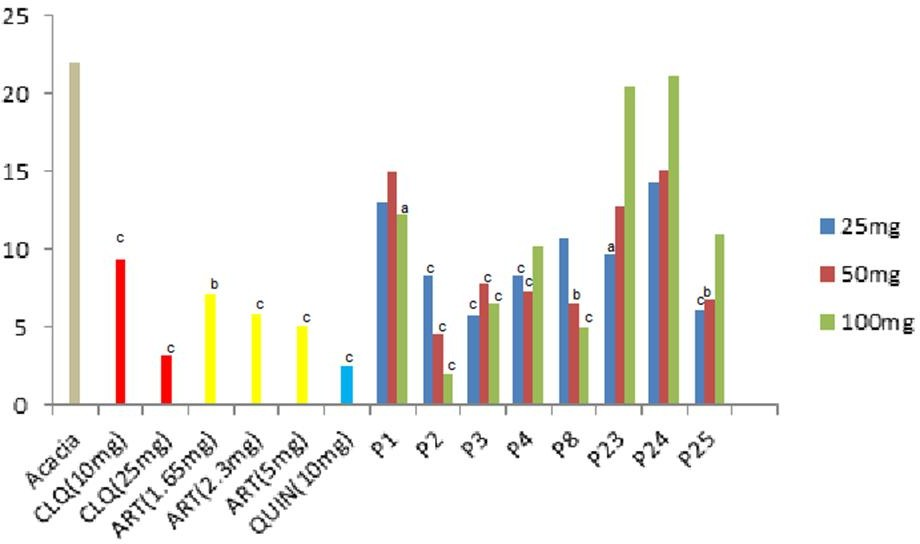 25
20
15
10
5
0
c
c
b
c
c
c
a
c
c
c
c
c
c
c
c
b
c
a
c
b
Acacia
CLQ(10mg)
CLQ(25mg)
ART(1.65mg)
ART(2.3mg)
ART(5mg)
QUIN(10mg)
P1
P2
P3
P4
P8
P23
P24
P25
25mg
50mg
100mg